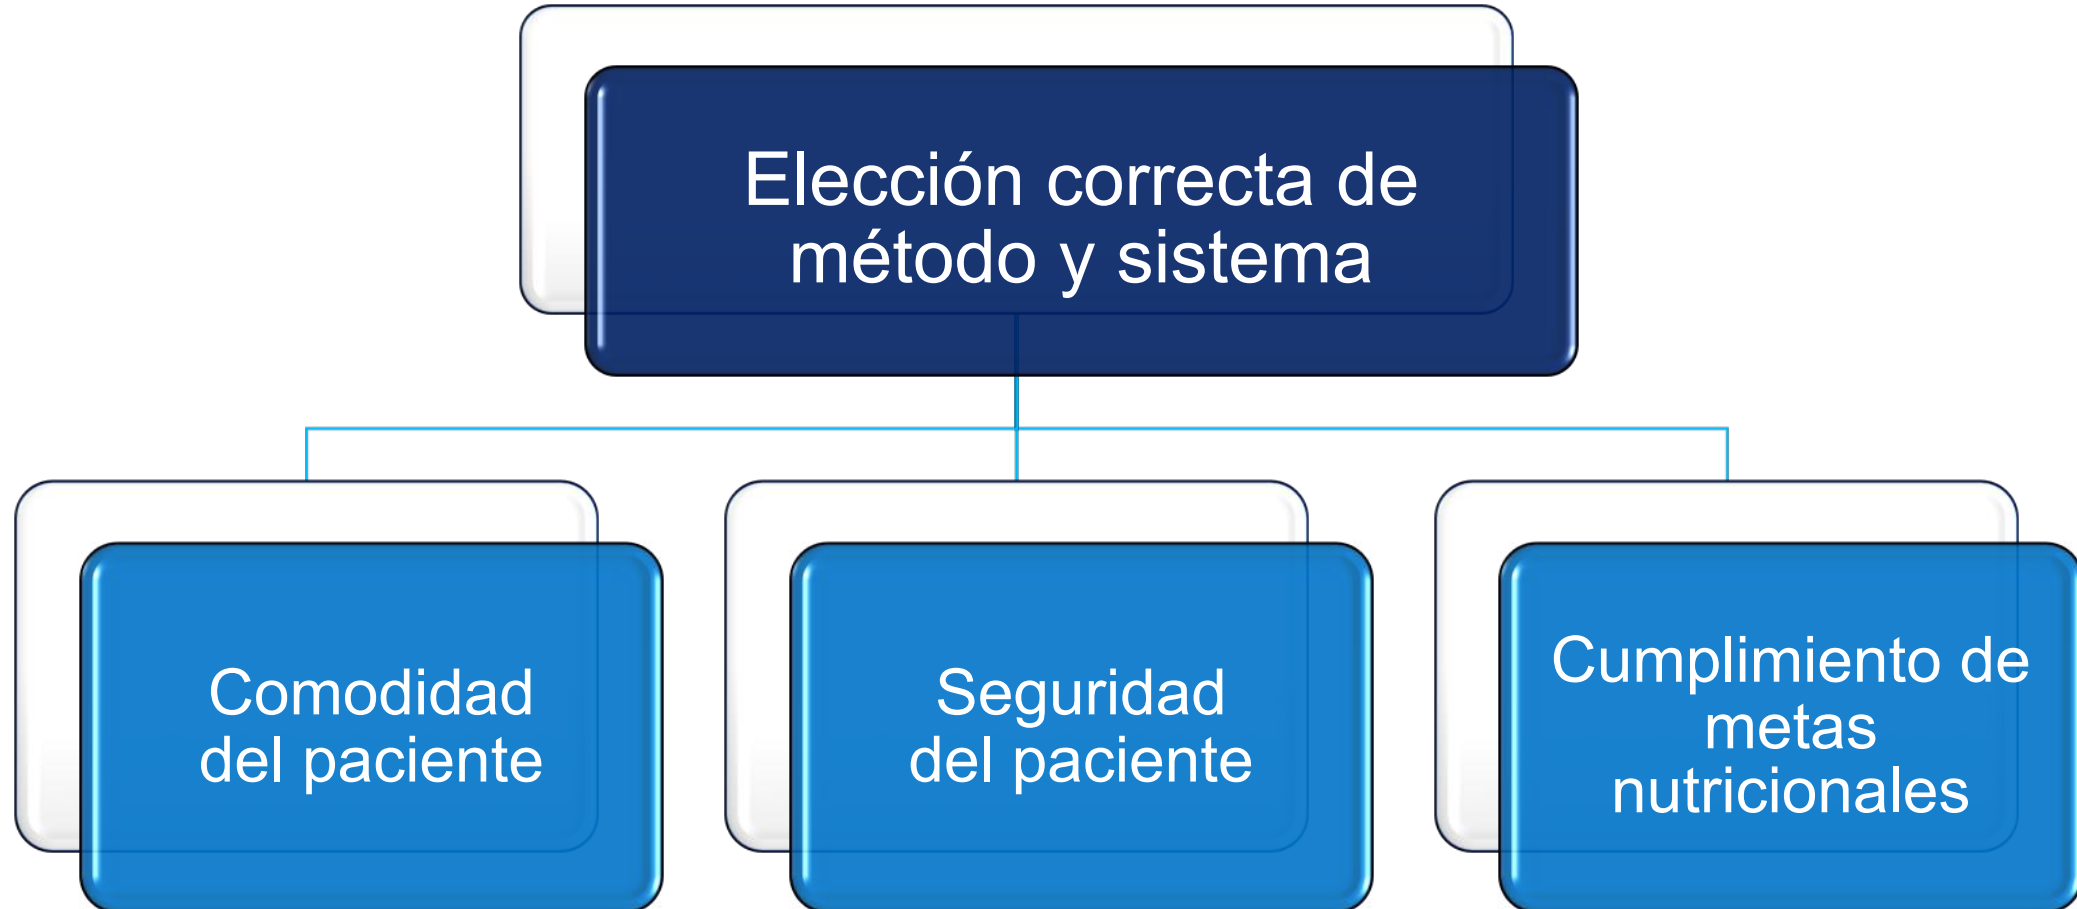 Elección correcta de
método y sistema
Comodidad
del paciente
Seguridad
del paciente
Cumplimiento de
metas
nutricionales